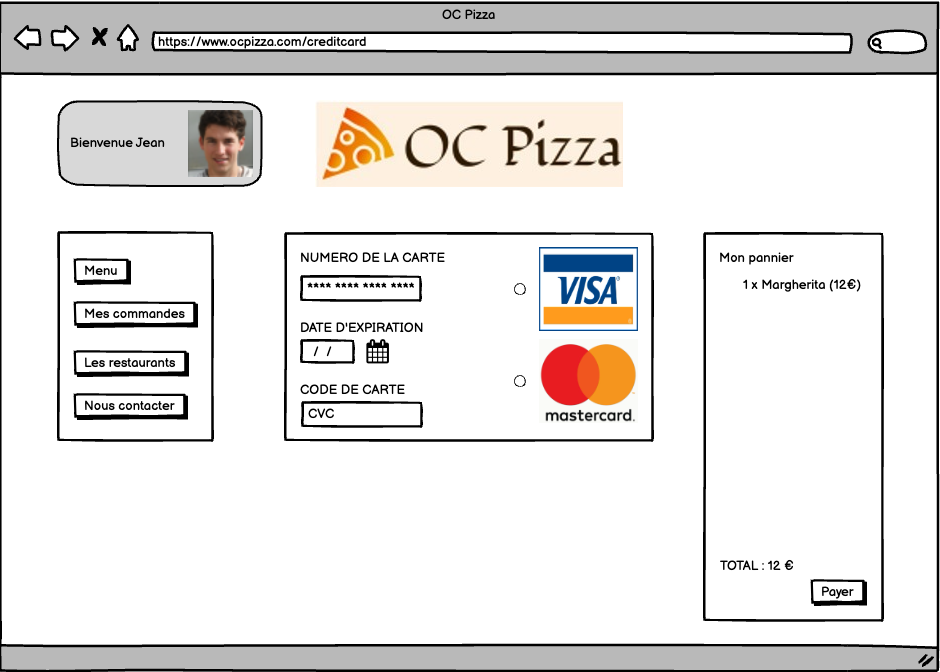 OC Pizza
https://www.ocpizza.com/creditcard
Bienvenue Jean
OC Pizza
Menu
Mes commandes
Les restaurants
Nous contacter
NUMERO DE LA CARTE
**** **** **** ****
DATE D'EXPIRATION
/ /
CODE DE CARTE
CVC
VISA
mastercard.
Mon pannier
1 x Margherita (12€)
TOTAL : 12 €
Payer